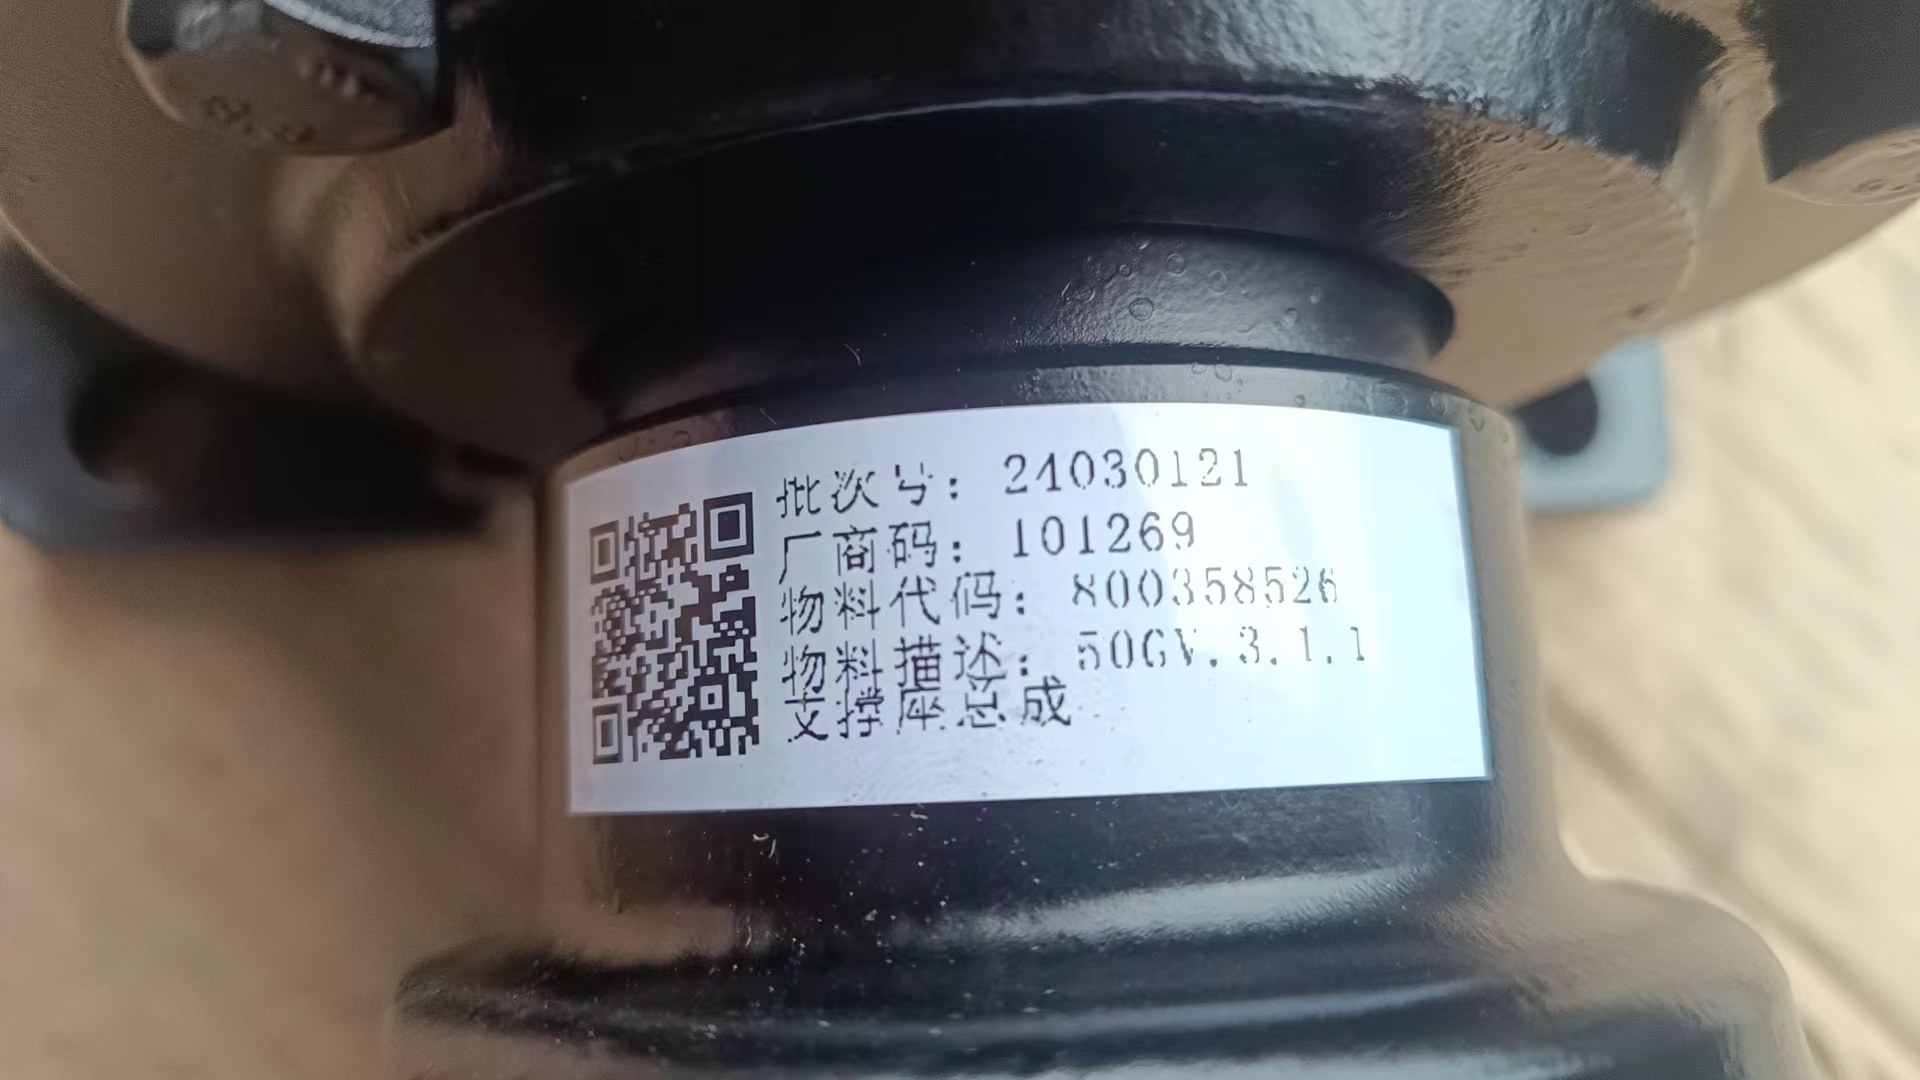 批次号：24030121
厂商码：101269
物料代码：800358526
物料描述：50GV.3.1.1
支撑座总成